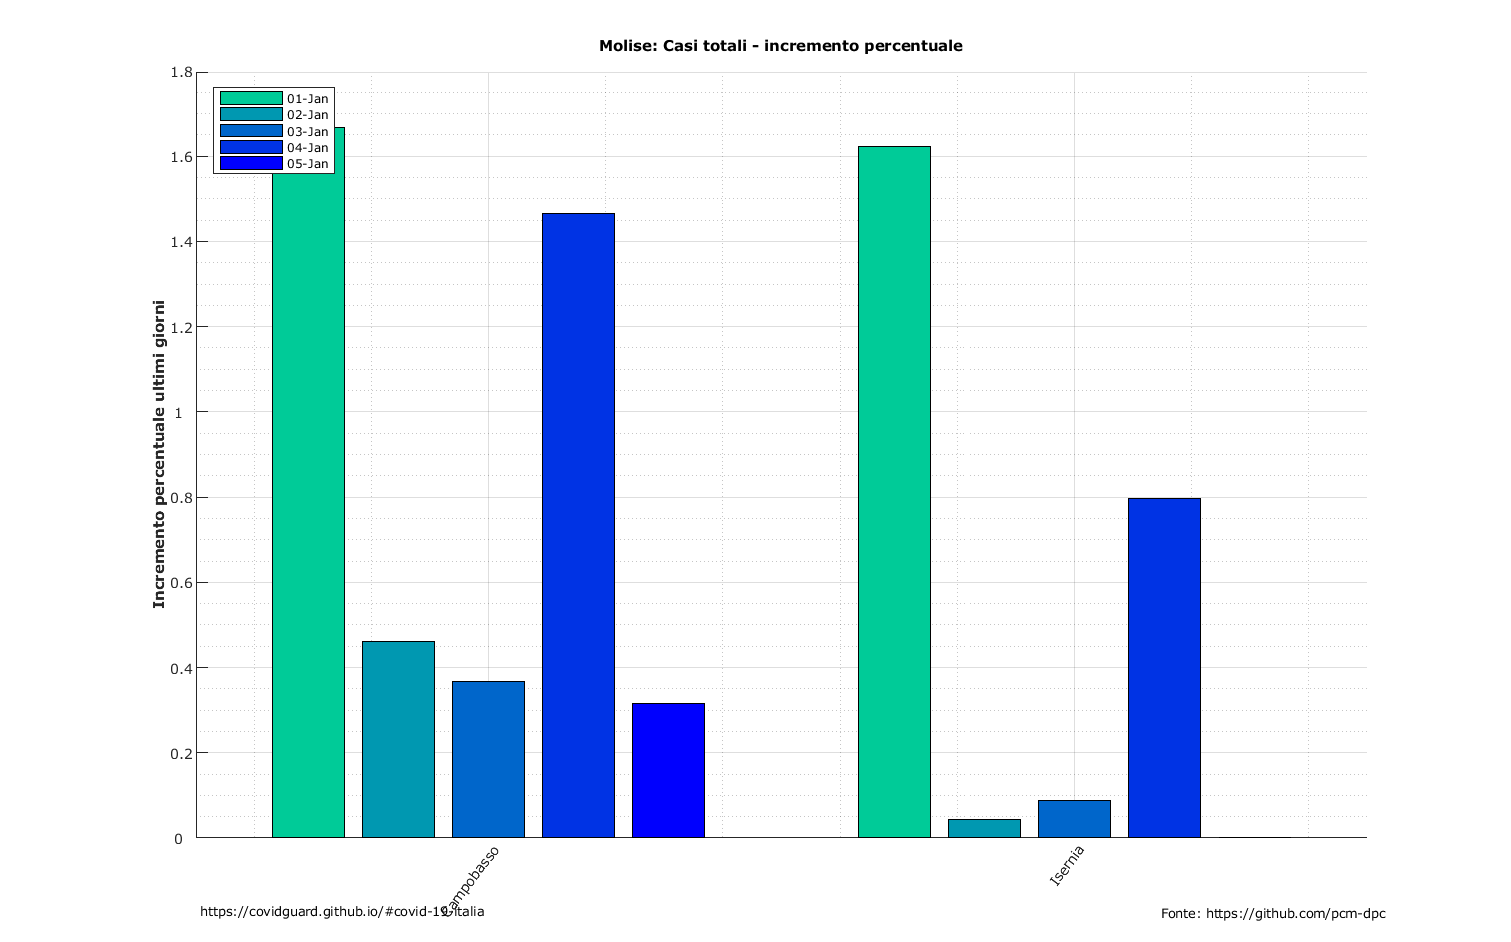 Molise: Casi totali - incremento percentuale
1.8
1.6
1.4
1.2
1
0.8
0.6
0.4
0.2
0
Incremento percentuale ultimi giorni
01-Jan
02-Jan
03-Jan
04-Jan
05-Jan
Campobasso
Isernia
https://covidguard.github.io/#covid-19-italia
Fonte: https://github.com/pcm-dpc